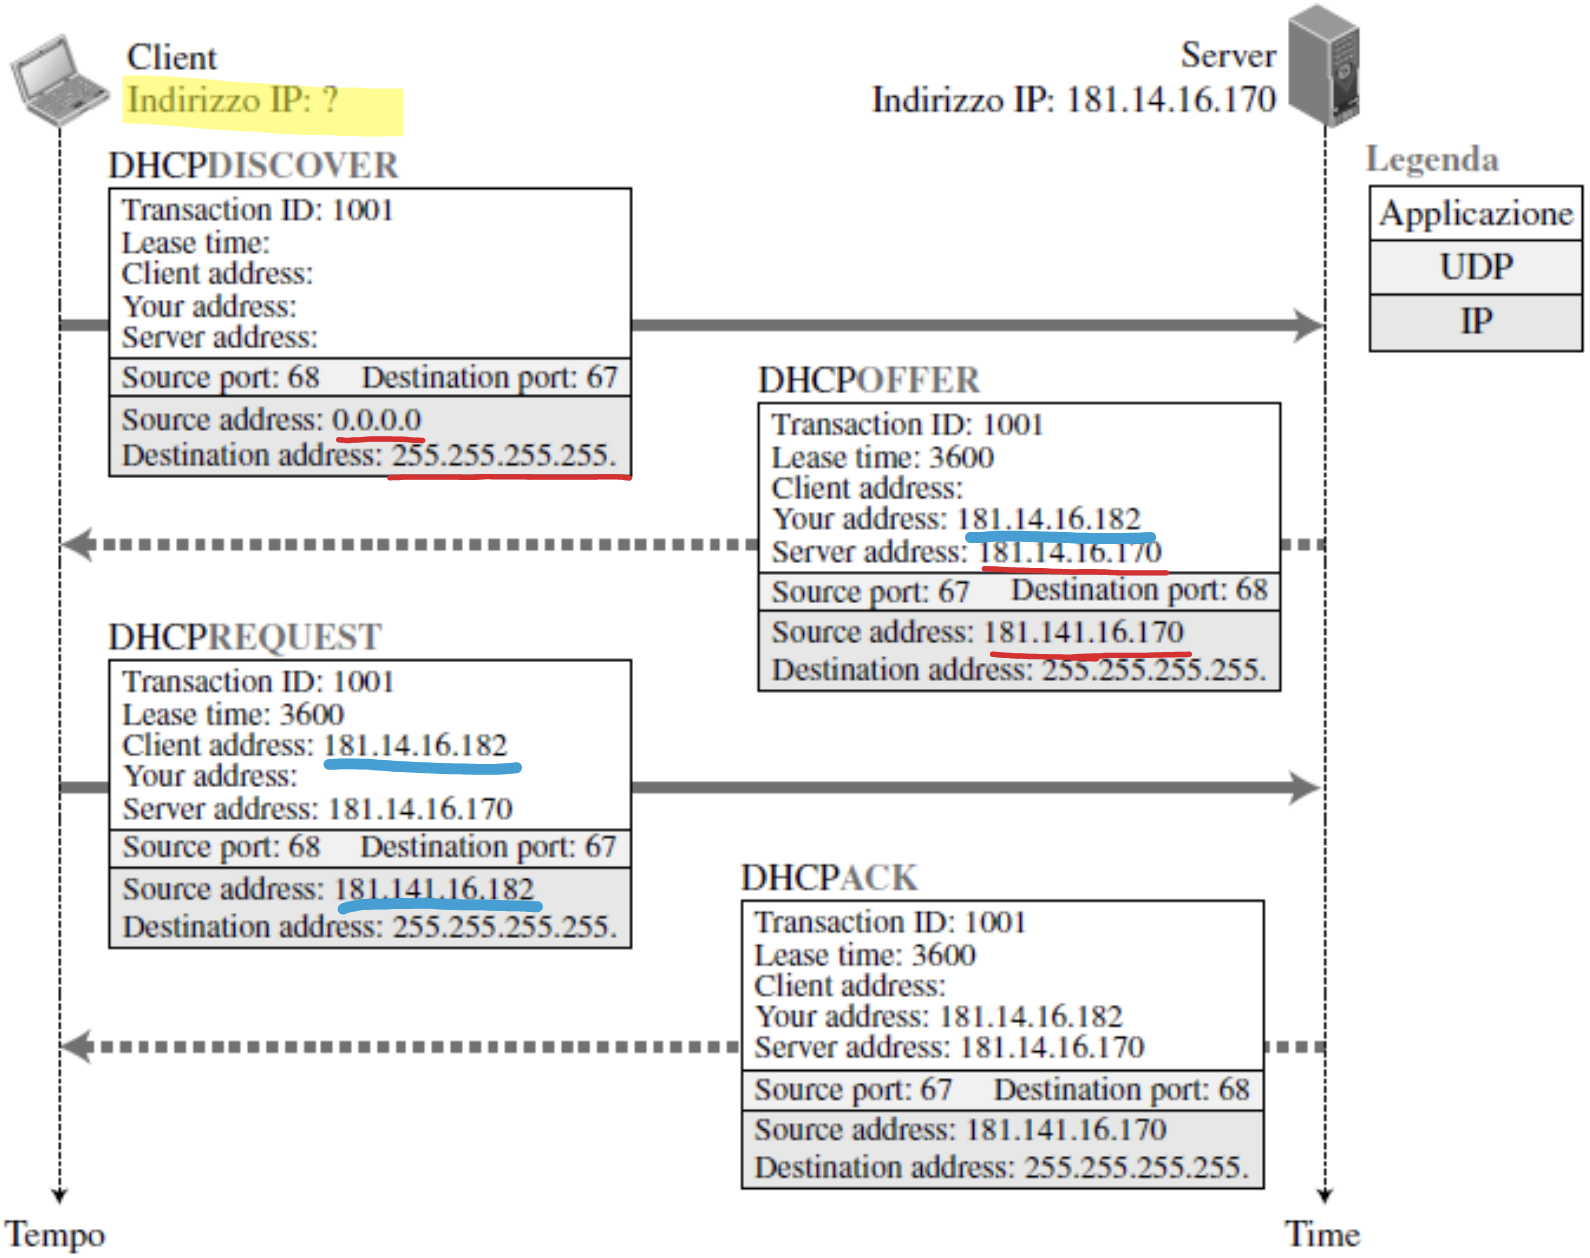 Client
Indirizzo IP: ?
Server
Indirizzo IP: 181.14.16.170
Legenda
Applicazione
UDP
IP
DHCPDISCOVER
Transaction ID: 1001
Lease time:
Client address:
Your address:
Server address:
Source port: 68 Destination port: 67
Source address: 0.0.0.0
Destination address: 255.255.255.255.
DHCPOFFER
Transaction ID: 1001
Lease time: 3600
Client address:
Your address: 181.14.16.182
Server address: 181.14.16.170
Source port: 67 Destination port: 68
Source address: 181.141.16.170
Destination address: 255.255.255.255.
DHCPREQUEST
Transaction ID: 1001
Lease time: 3600
Client address: 181.14.16.182
Your address:
Server address: 181.14.16.170
Source port: 68 Destination port: 67
Source address: 181.141.16.182
Destination address: 255.255.255.255.
DHCPACK
Transaction ID: 1001
Lease time: 3600
Client address:
Your address: 181.14.16.182
Server address: 181.14.16.170
Source port: 67 Destination port: 68
Source address: 181.141.16.170
Destination address: 255.255.255.255.
Tempo
Time